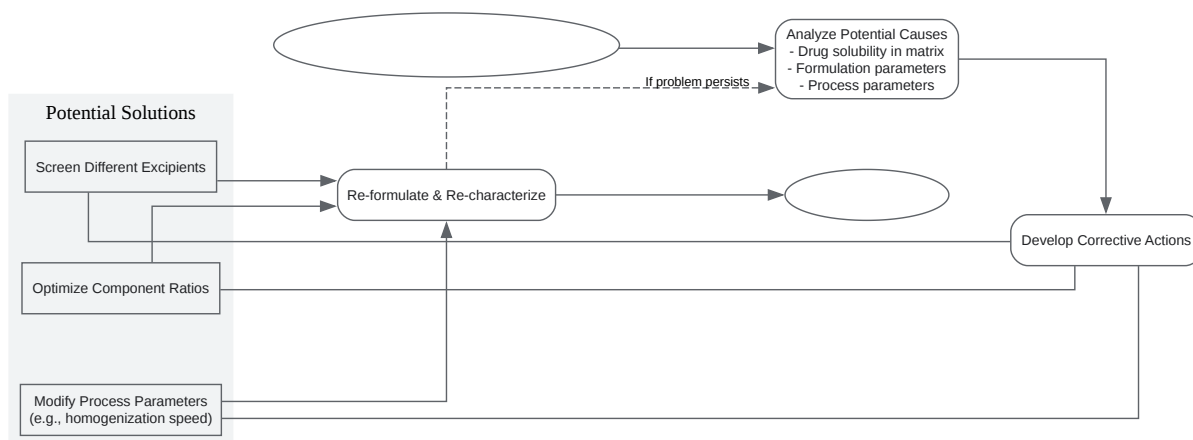 Analyze Potential Causes
- Drug solubility in matrix
- Formulation parameters
- Process parameters
If problem persists
Potential Solutions
Screen Different Excipients
Re-formulate & Re-characterize
Develop Corrective Actions
Optimize Component Ratios
Modify Process Parameters
(e.g., homogenization speed)